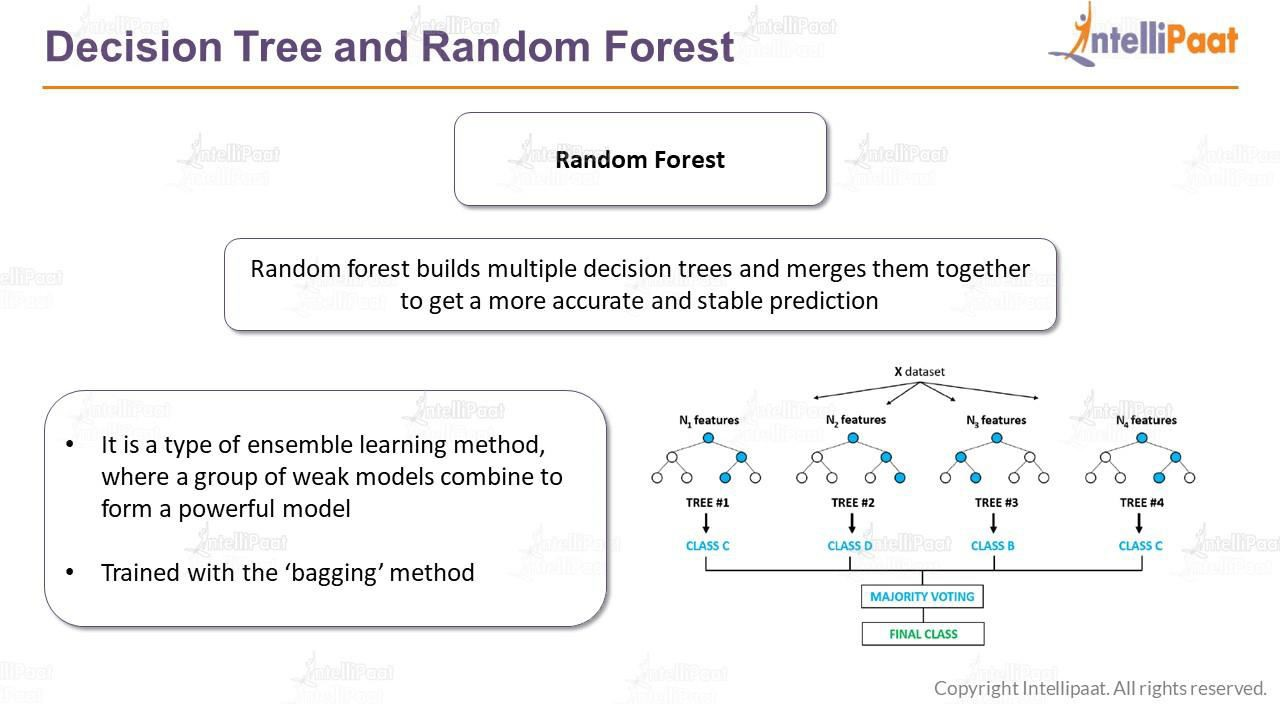 Decision Tree and Random Forest
IntelliPaat
Random Forest
Random forest builds multiple decision trees and merges them together
to get a more accurate and stable prediction
• It is a type of ensemble learning method,
where a group of weak models combine to
form a powerful model
• Trained with the ‘bagging’ method
X dataset
N1 features
N2 features
N3 features
N4 features
TREE #1
TREE #2
TREE #3
TREE #4
CLASS C
CLASS D
CLASS B
CLASS C
MAJORITY VOTING
FINAL CLASS
Copyright Intellipaat. All rights reserved.